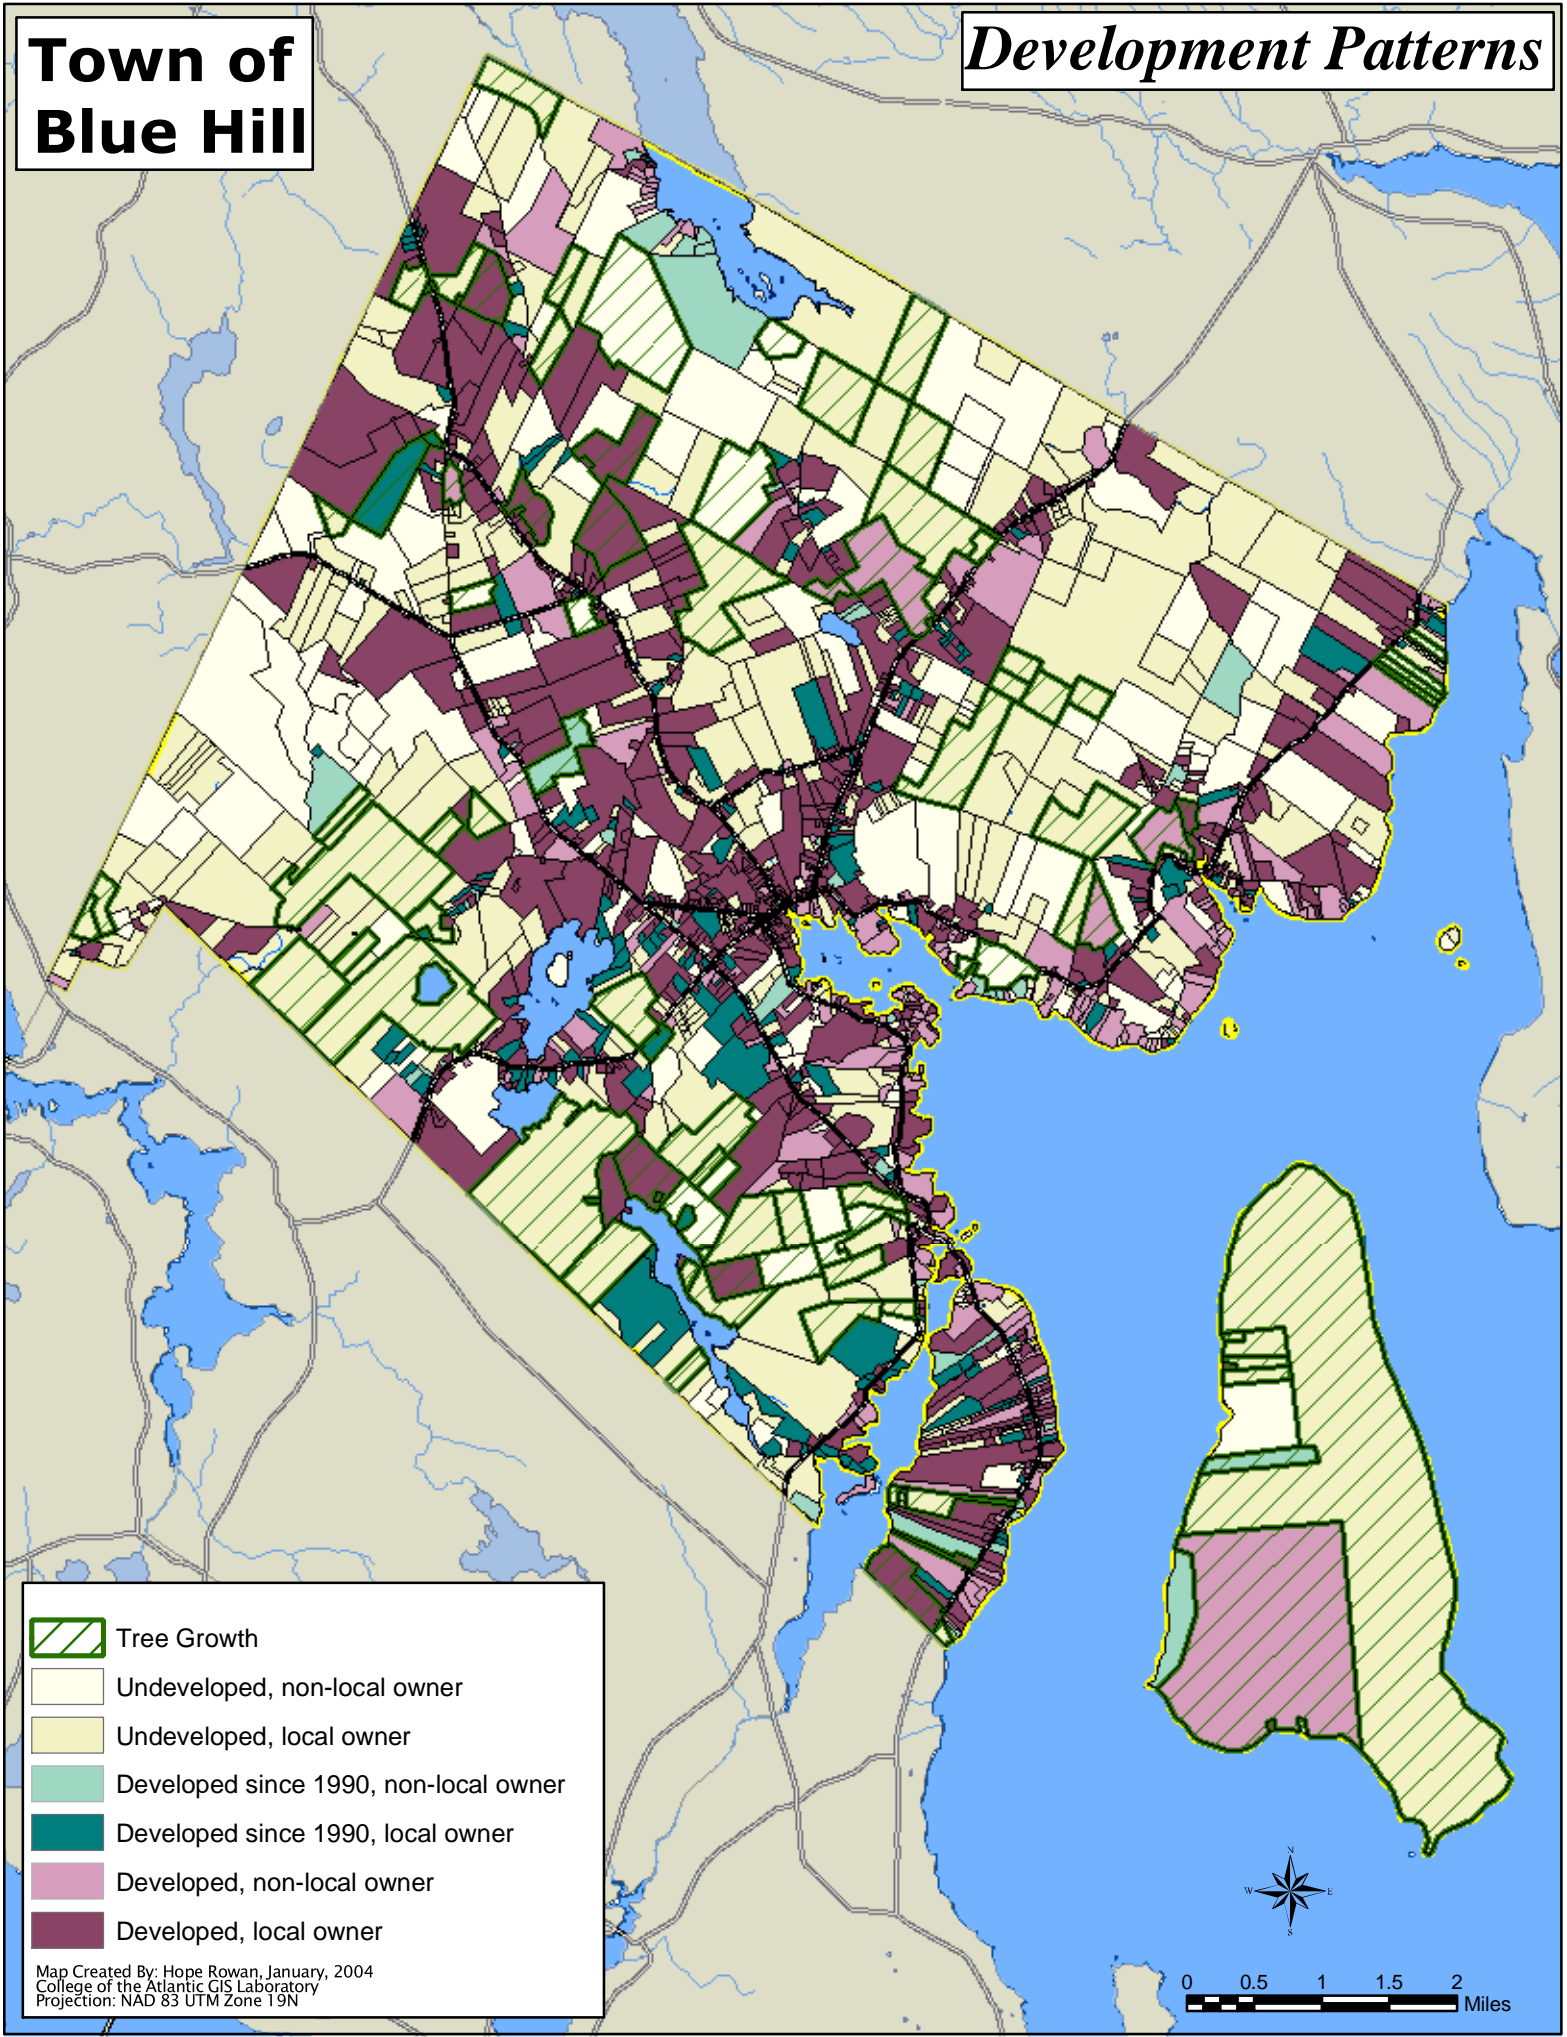 Town of
Blue Hill
Development Patterns
Tree Growth
Undeveloped, non-local owner
Undeveloped, local owner
Developed since 1990, non-local owner
Developed since 1990, local owner
Developed, non-local owner
Developed, local owner
Map Created By: Hope Rowan, January, 2004
College of the Atlantic GIS Laboratory
Projection: NAD 83 UTM Zone 19N
N
W E
S
0 0.5 1 1.5 2
Miles